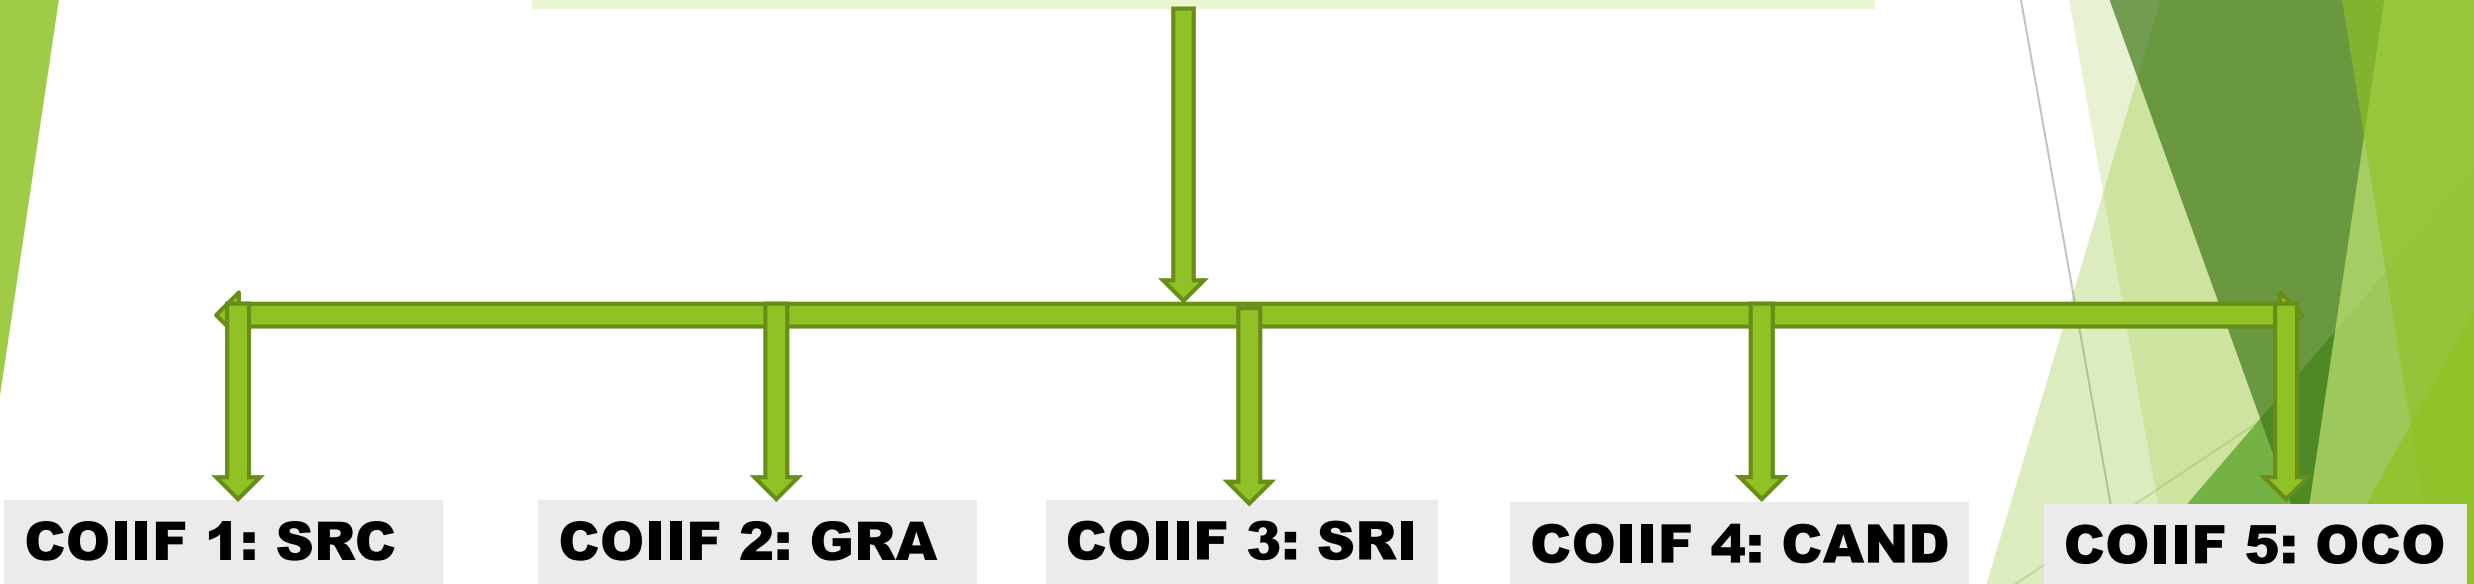 COIIF 1: SRC
COIIF 2: GRA
COIIF 3: SRI
COIIF 4: CAND
COIIF 5: OCO